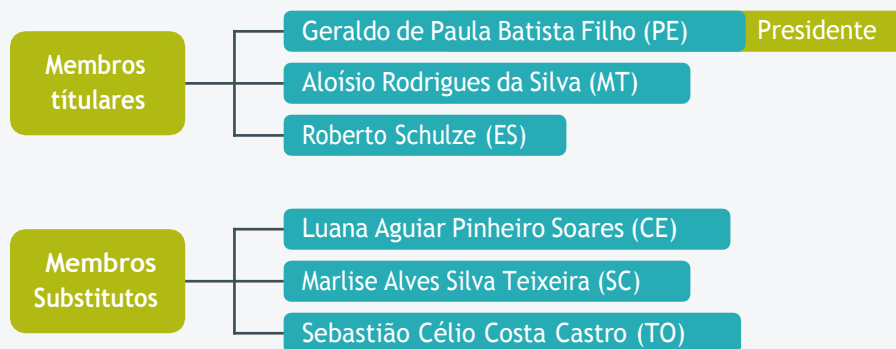 Geraldo de Paula Batista Filho (PE) Presidente
Membros
títulares
Aloísio Rodrigues da Silva (MT)
Roberto Schulze (ES)
Luana Aguiar Pinheiro Soares (CE)
Membros
Substitutos
Marlise Alves Silva Teixeira (SC)
Sebastião Célio Costa Castro (TO)